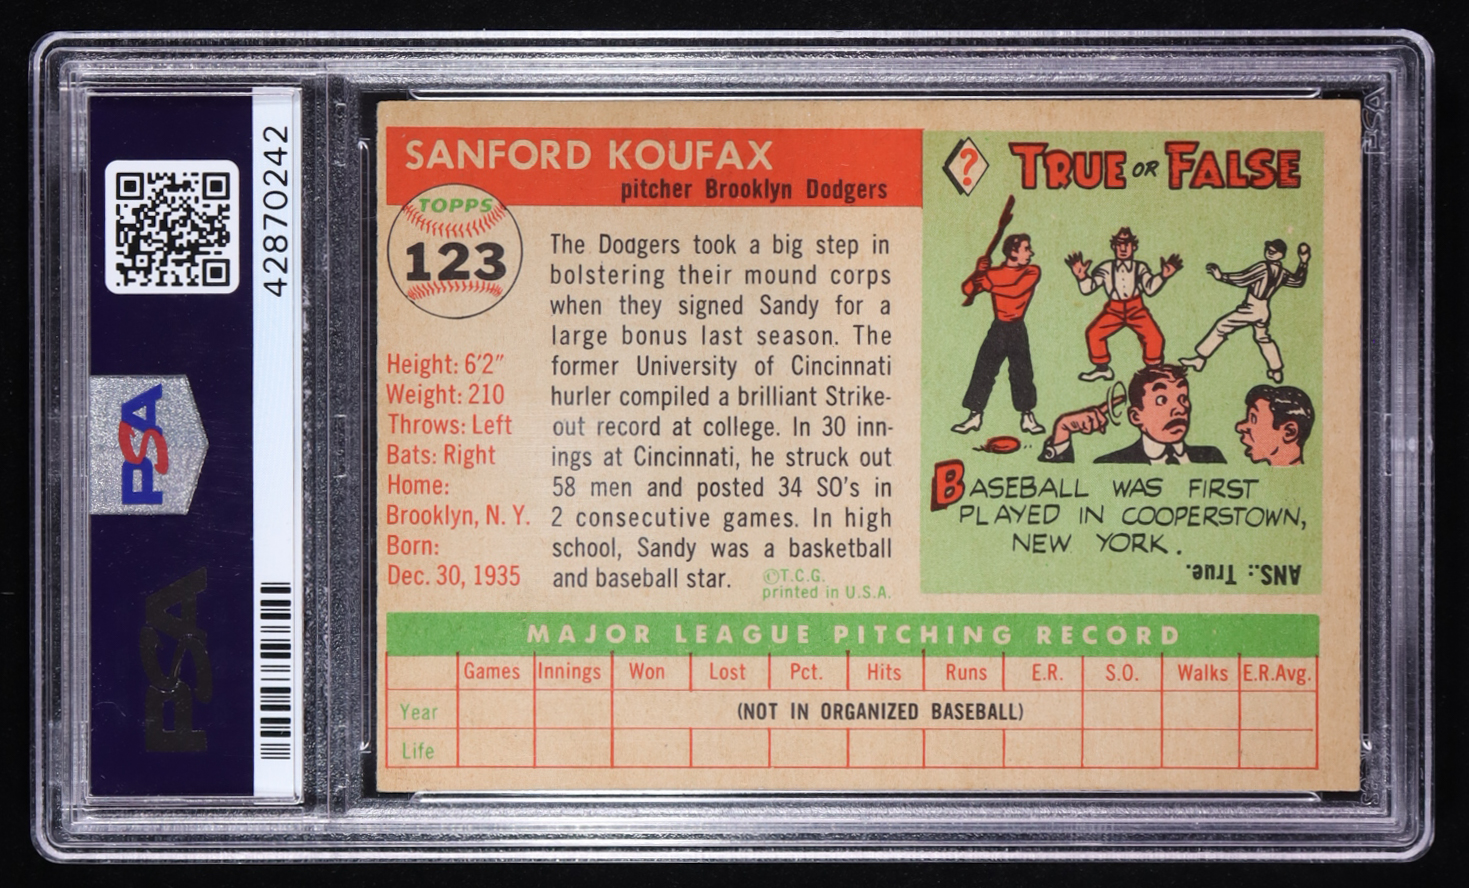 42870242
PSA
PSA
SANFORD KOUFAX
pitcher Brooklyn Dodgers
TOPPS
123
Height: 6'2"
Weight: 210
Throws: Left
Bats: Right
Home:
Brooklyn, N. Y.
Born:
Dec. 30, 1935
The Dodgers took a big step in
bolstering their mound corps
when they signed Sandy for a
large bonus last season. The
former University of Cincinnati
hurler compiled a brilliant Strike-
out record at college. In 30 inn-
ings at Cincinnati, he struck out
58 men and posted 34 SO's in
2 consecutive games. In high
school, Sandy was a basketball
and baseball star.
©T.C.G.
printed in U.S.A.
?
TRUE OR FALSE
BASEBALL WAS FIRST
PLAYED IN COOPERSTOWN,
NEW YORK.
ANS.: True.
MAJOR LEAGUE PITCHING RECORD
Games Innings Won Lost Pct. Hits Runs E.R. S.O. Walks E.R.Avg.
Year (NOT IN ORGANIZED BASEBALL)
Life